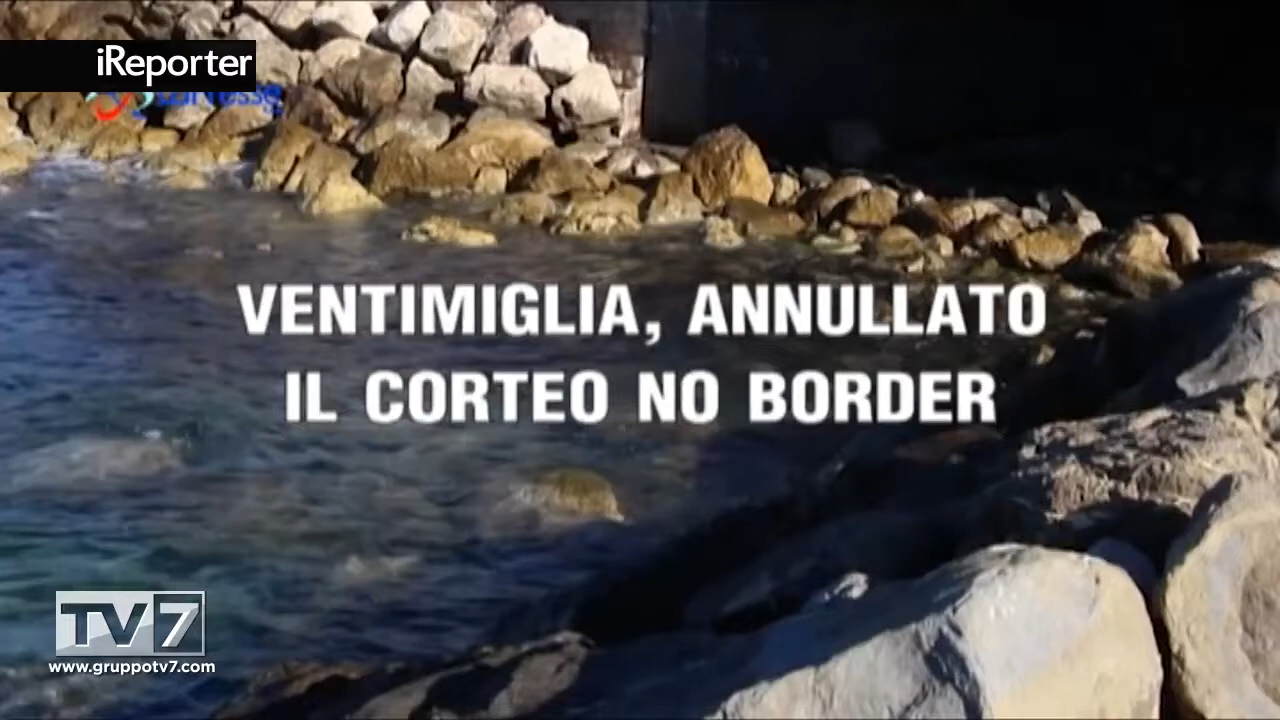 iReporter
VENTIMIGLIA, ANNULLATO
IL CORTEO NO BORDER
TV7
www.gruppotv7.com